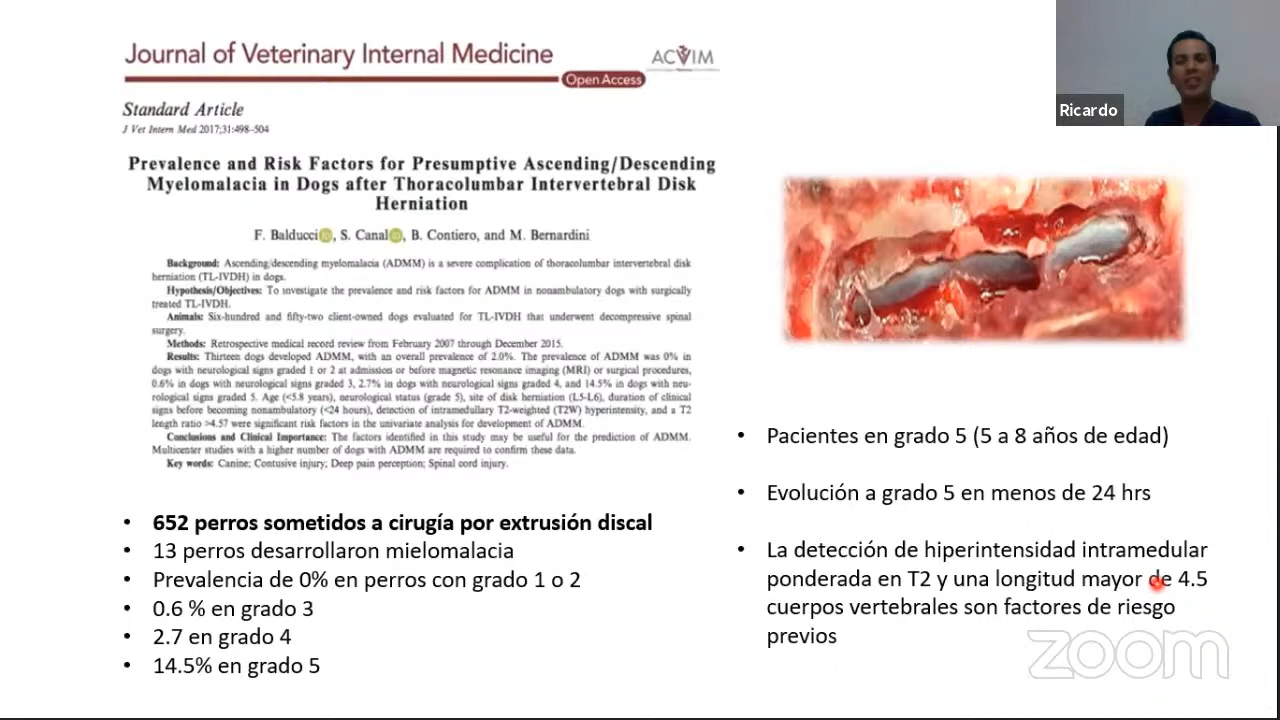 Journal of Veterinary Internal Medicine
ACVIM
Open Access
Standard Article
J Vet Intern Med 2017;31:498–504
Prevalence and Risk Factors for Presumptive Ascending/Descending
Myelomalacia in Dogs after Thoracolumbar Intervertebral Disk
Herniation
F. Balducci, S. Canal, B. Contiero, and M. Bernardini
Background: Ascending/descending myelomalacia (ADMM) is a severe complication of thoracolumbar intervertebral disk
herniation (TL-IVDH) in dogs.
Hypothesis/Objectives: To investigate the prevalence and risk factors for ADMM in nonambulatory dogs with surgically
treated TL-IVDH.
Animals: Six-hundred and fifty-two client-owned dogs evaluated for TL-IVDH that underwent decompressive spinal
surgery.
Methods: Retrospective medical record review from February 2007 through December 2015.
Results: Thirteen dogs developed ADMM, with an overall prevalence of 2.0%. The prevalence of ADMM was 0% in
dogs with neurological signs graded 1 or 2 at admission or before magnetic resonance imaging (MRI) or surgical procedures,
0.6% in dogs with neurological signs graded 3, 2.7% in dogs with neurological signs graded 4, and 14.5% in dogs with neu-
rological signs graded 5. Age (<5.8 years), neurological status (grade 5), site of disk herniation (L5-L6), duration of clinical
signs before becoming nonambulatory (<24 hours), detection of intramedullary T2-weighted (T2W) hyperintensity, and a T2
length ratio >4.57 were significant risk factors in the univariate analysis for development of ADMM.
Conclusions and Clinical Importance: The factors identified in this study may be useful for the prediction of ADMM.
Multicenter studies with a higher number of dogs with ADMM are required to confirm these data.
Key words: Canine; Contusive injury; Deep pain perception; Spinal cord injury.
• 652 perros sometidos a cirugía por extrusión discal
• 13 perros desarrollaron mielomalacia
• Prevalencia de 0% en perros con grado 1 o 2
• 0.6 % en grado 3
• 2.7 en grado 4
• 14.5% en grado 5
Ricardo
• Pacientes en grado 5 (5 a 8 años de edad)
• Evolución a grado 5 en menos de 24 hrs
• La detección de hiperintensidad intramedular
ponderada en T2 y una longitud mayor de 4.5
cuerpos vertebrales son factores de riesgo
previos
zoom